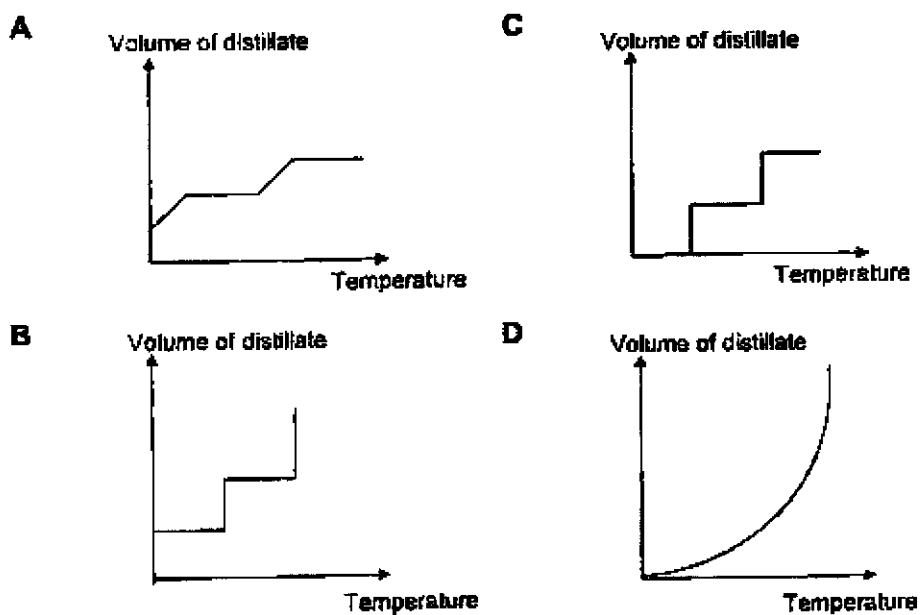 A
Volume of distillate
Temperature
B
Volume of distillate
Temperature
C
Volume of distillate
Temperature
D
Volume of distillate
Temperature